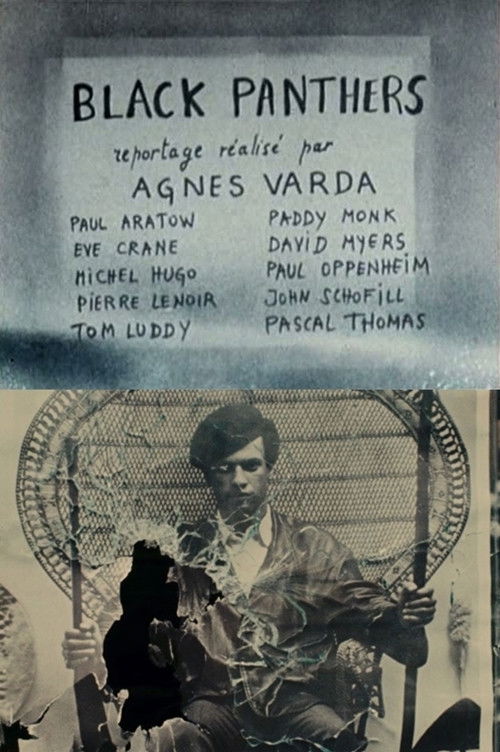 BLACK PANTHERS
reportage réalisé par
AGNES VARDA
PAUL ARATOW
EVE CRANE
MICHEL HUGO
PIERRE LENOIR
TOM LUDDY
PADDY MONK
DAVID MYERS
PAUL OPPENHEIM
JOHN SCHOFILL
PASCAL THOMAS